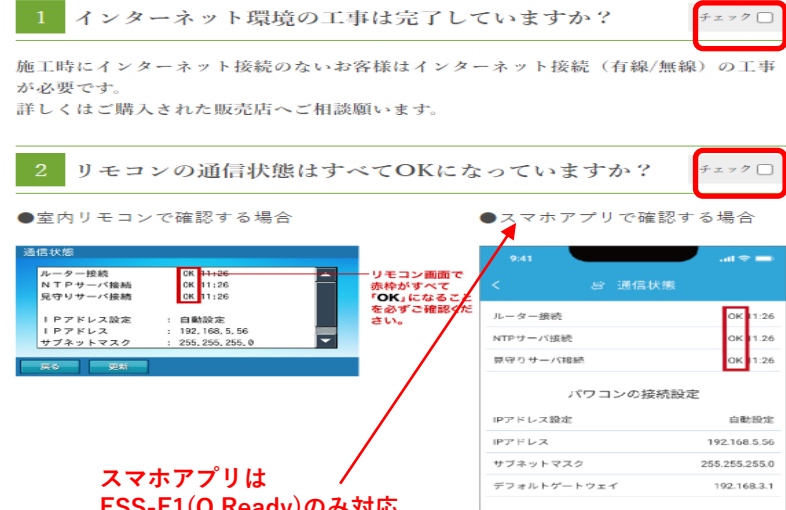 1 インターネット環境の工事は完了していますか？ チェック
施工時にインターネット接続のないお客様はインターネット接続（有線/無線）の工事
が必要です。
詳しくはご購入された販売店へご相談願います。
2 リモコンの通信状態はすべてOKになっていますか？ チェック
●室内リモコンで確認する場合
通信状態
ルーター接続 OK 11:26
ＮＴＰサーバ接続 OK 11:26
見守りサーバ接続 OK 11:26
ＩＰアドレス設定 : 自動設定
ＩＰアドレス : 192.168.5.56
サブネットマスク : 255.255.255.0
戻る 更新
リモコン画面で
赤枠がすべて
「OK」になること
を必ずご確認くだ
さい。
●スマホアプリで確認する場合
9:41
通信状態
ルーター接続 OK 11:26
NTPサーバ接続 OK 11:26
見守りサーバ接続 OK 11:26
パワコンの接続設定
IPアドレス設定 自動設定
IPアドレス 192.168.5.56
サブネットマスク 255.255.255.0
デフォルトゲートウェイ 192.168.3.1
スマホアプリは
ESS-E1(Q.Ready)のみ対応